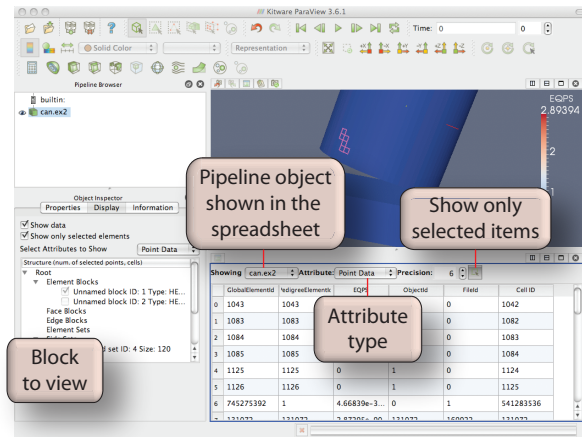 Kitware ParaView 3.6.1
Time: 0 0
Solid Color Representation
Pipeline Browser
builtin:
can.ex2
EQPS
2.89394
2
1
Pipeline object
shown in the
spreadsheet
Show only
selected items
Object Inspector
Properties Display Information
Show data
Show only selected elements
Select Attributes to Show Point Data
Structure (num. of selected points, cells)
Root
Element Blocks
Unnamed block ID: 1 Type: HE...
Unnamed block ID: 2 Type: HE...
Face Blocks
Edge Blocks
Element Sets
set ID: 4 Size: 120
Block
to view
Showing can.ex2 Attribute: Point Data Precision: 6
GlobalElementId EQPS ObjectId FileId Cell ID
0 1043 1043 0 1042
1 1083 1083 0 1082
2 1084 1084 0 1083
3 1085 1085 0 1084
4 1125 1125 0 1 0 1124
5 1126 1126 0 1 0 1125
6 745275392 1 4.66839e-3... 0 1 541283536
Attribute
type